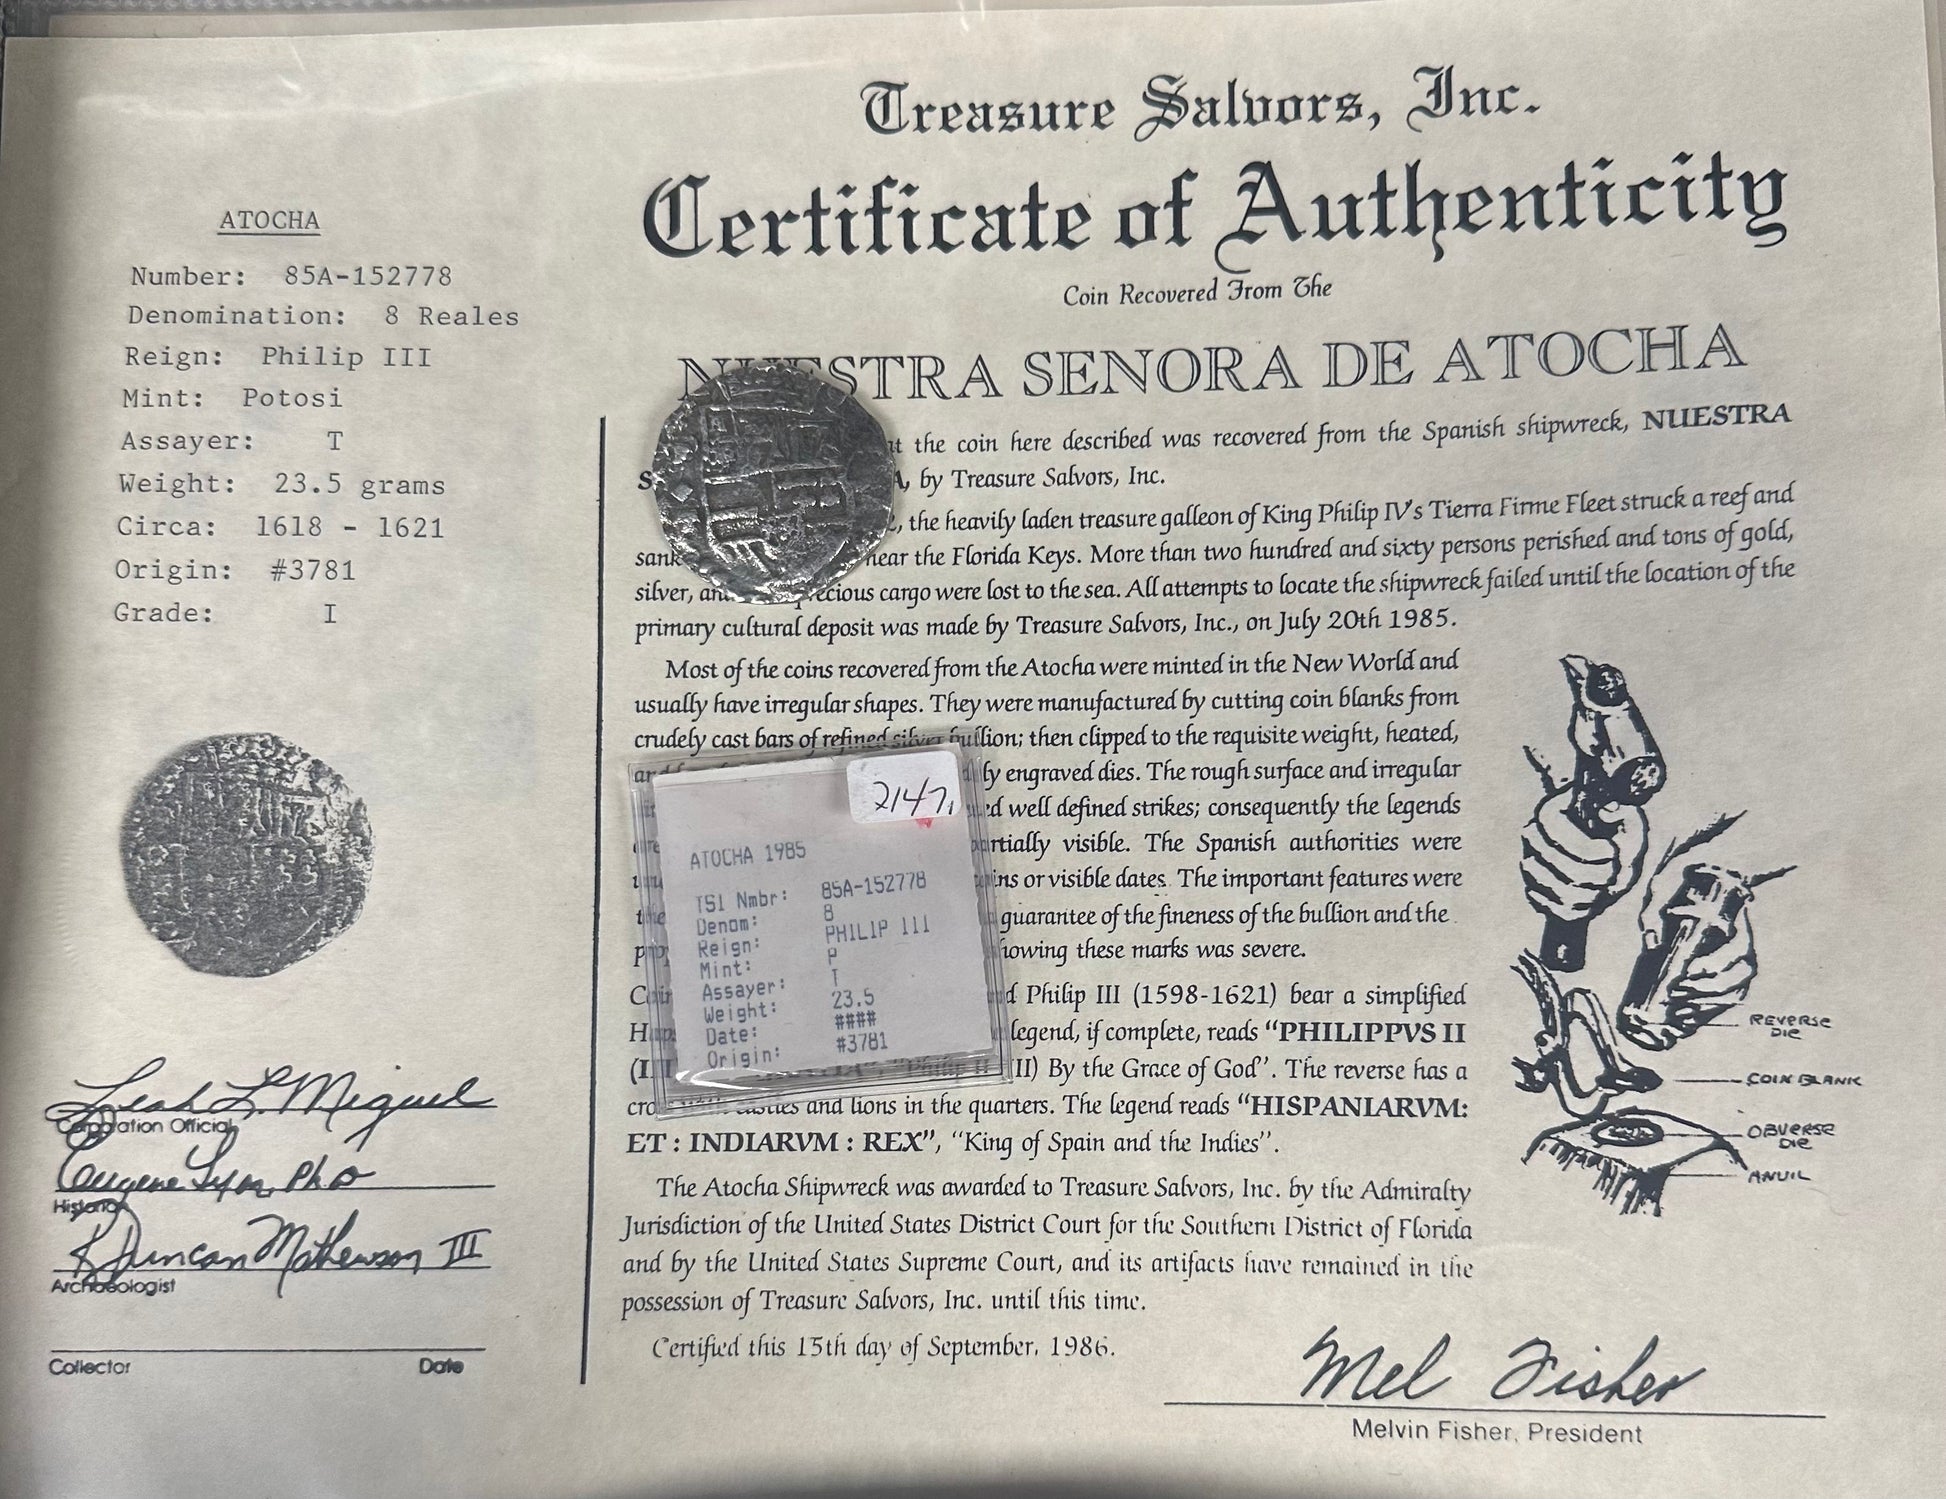 Treasure Salvors, Inc.
Certificate of Authenticity
Coin Recovered From The
NUESTRA SENORA DE ATOCHA
ATOCHA
Number: 85A-152778
Denomination: 8 Reales
Reign: Philip III
Mint: Potosi
Assayer: T
Weight: 23.5 grams
Circa: 1618 - 1621
Origin: #3781
Grade: I
Leah L. Miguel
Corporation Official
Eugene Lyon, PhD
Historian
R Duncan Mathewson III
Archaeologist
Collector Date
the coin here described was recovered from the Spanish shipwreck, NUESTRA
by Treasure Salvors, Inc.
the heavily laden treasure galleon of King Philip IV's Tierra Firme Fleet struck a reef and
sank near the Florida Keys. More than two hundred and sixty persons perished and tons of gold,
silver, cargo were lost to the sea. All attempts to locate the shipwreck failed until the location of the
primary cultural deposit was made by Treasure Salvors, Inc., on July 20th 1985.
Most of the coins recovered from the Atocha were minted in the New World and
usually have irregular shapes. They were manufactured by cutting coin blanks from
crudely cast bars of refined silver bullion; then clipped to the requisite weight, heated,
engraved dies. The rough surface and irregular
well defined strikes; consequently the legends
visible. The Spanish authorities were
or visible dates. The important features were
guarantee of the fineness of the bullion and the
these marks was severe.
Philip III (1598-1621) bear a simplified
legend, if complete, reads "PHILIPPVS II
By the Grace of God". The reverse has a
and lions in the quarters. The legend reads "HISPANIARVM:
ET : INDIARVM : REX", "King of Spain and the Indies".
The Atocha Shipwreck was awarded to Treasure Salvors, Inc. by the Admiralty
Jurisdiction of the United States District Court for the Southern District of Florida
and by the United States Supreme Court, and its artifacts have remained in the
possession of Treasure Salvors, Inc. until this time.
Certified this 15th day of September, 1986.
2147,
ATOCHA 1985
TSI Nmbr: 85A-152778
Denom: 8
Reign: PHILIP III
Mint: P
Assayer: T
Weight: 23.5
Date: ####
Origin: #3781
REVERSE
DIE
COIN BLANK
OBVERSE
DIE
ANVIL
Mel Fisher
Melvin Fisher, President